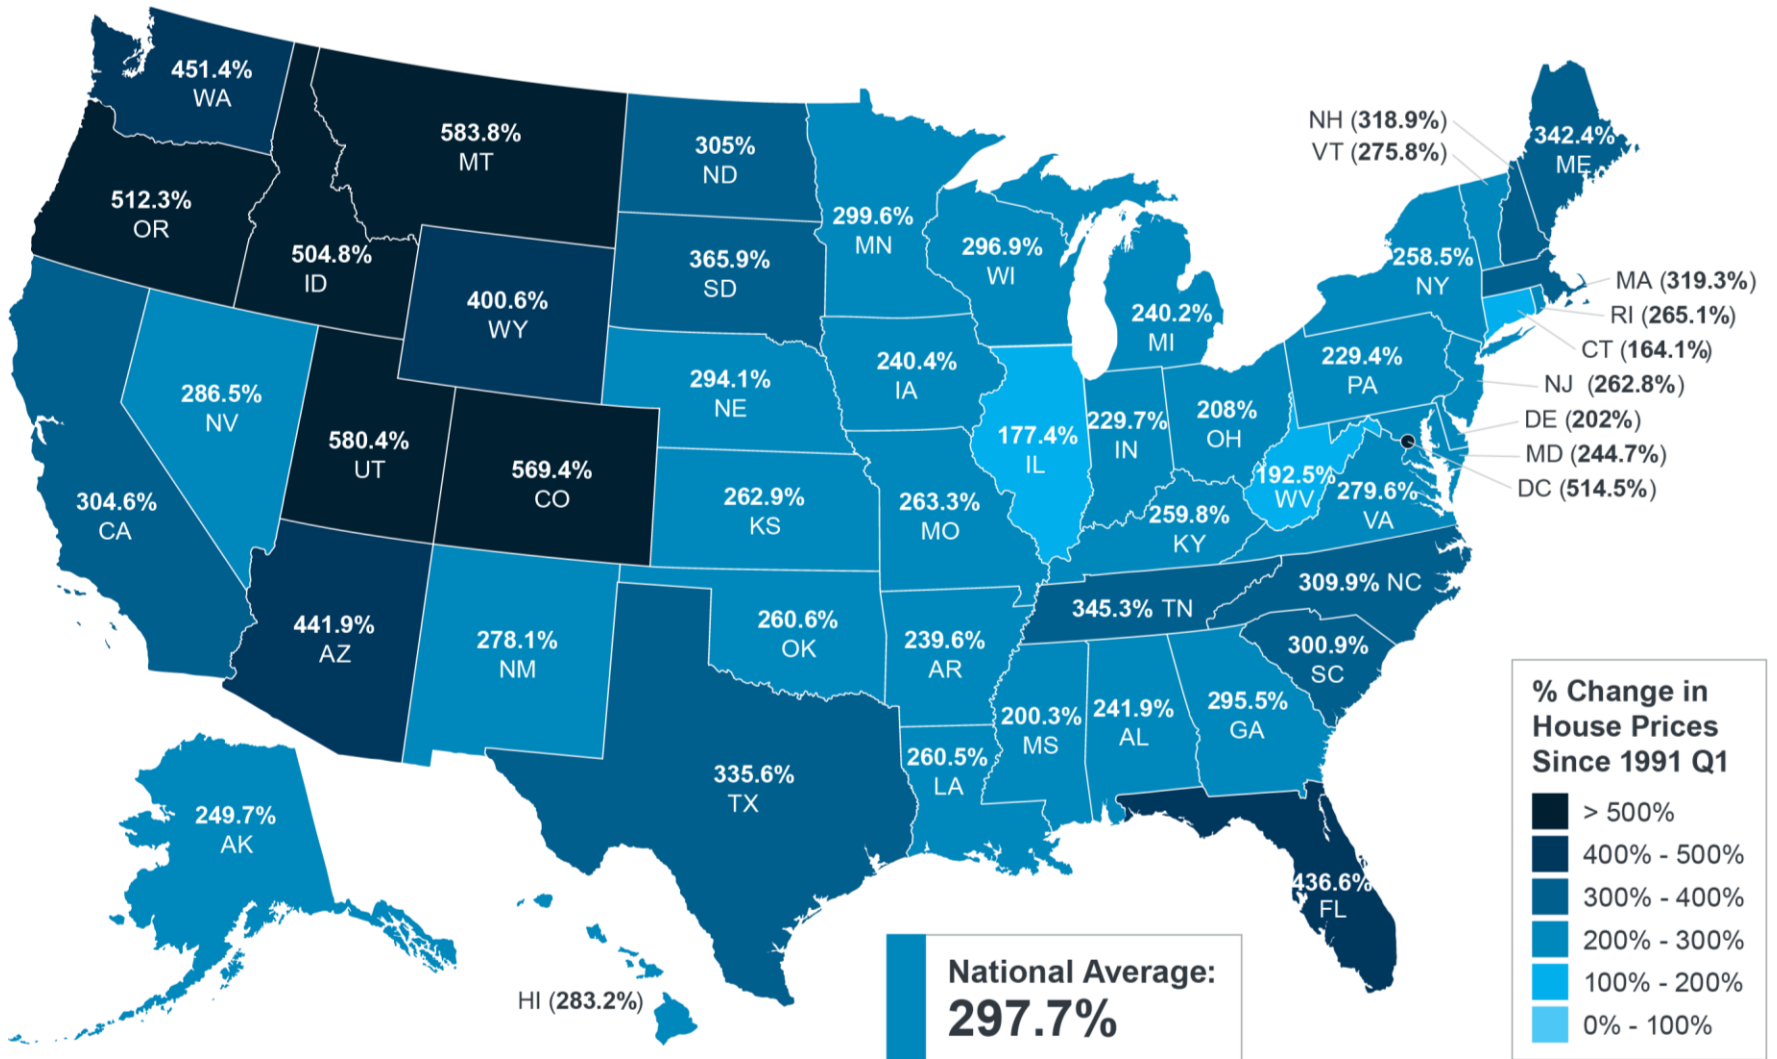 451.4%
WA
583.8%
MT
305%
ND
NH (318.9%)
VT (275.8%)
342.4%
ME
512.3%
OR
504.8%
ID
400.6%
WY
365.9%
SD
299.6%
MN
296.9%
WI
240.2%
MI
258.5%
NY
MA (319.3%)
RI (265.1%)
CT (164.1%)
NJ (262.8%)
DE (202%)
MD (244.7%)
DC (514.5%)
286.5%
NV
580.4%
UT
569.4%
CO
294.1%
NE
240.4%
IA
177.4%
IL
229.7%
IN
208%
OH
229.4%
PA
304.6%
CA
262.9%
KS
263.3%
MO
259.8%
KY
192.5%
WV
279.6%
VA
441.9%
AZ
278.1%
NM
260.6%
OK
239.6%
AR
345.3% TN
309.9% NC
300.9%
SC
335.6%
TX
260.5%
LA
200.3%
MS
241.9%
AL
295.5%
GA
436.6%
FL
249.7%
AK
HI (283.2%)
National Average:
297.7%
% Change in
House Prices
Since 1991 Q1
> 500%
400% - 500%
300% - 400%
200% - 300%
100% - 200%
0% - 100%